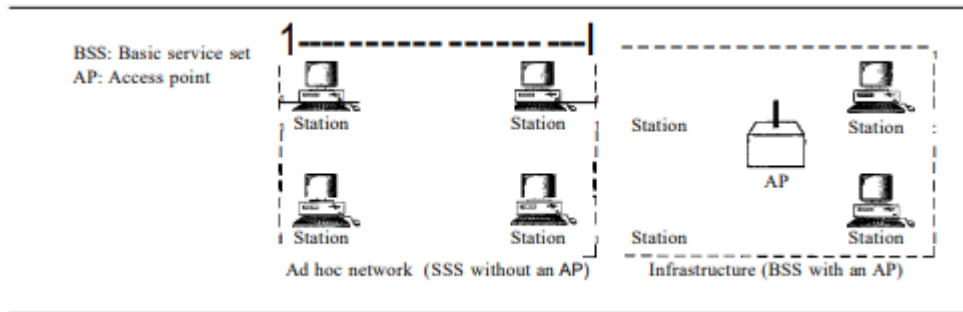 BSS: Basic service set
AP: Access point
Station Station Station Station
AP
Station Station Station Station
Ad hoc network (SSS without an AP) Infrastructure (BSS with an AP)